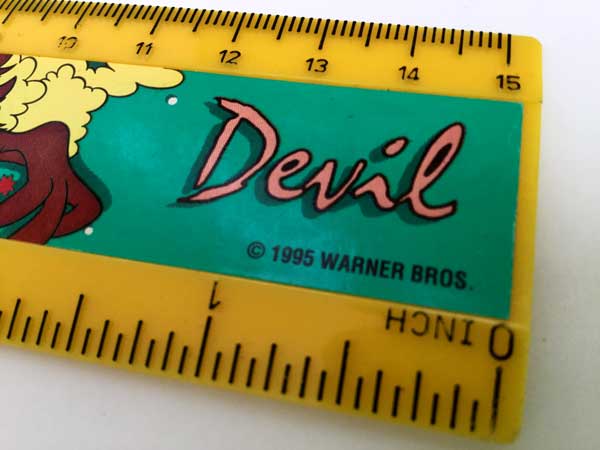 10 11 12 13 14 15
Devil
© 1995 WARNER BROS.
1
0 INCH